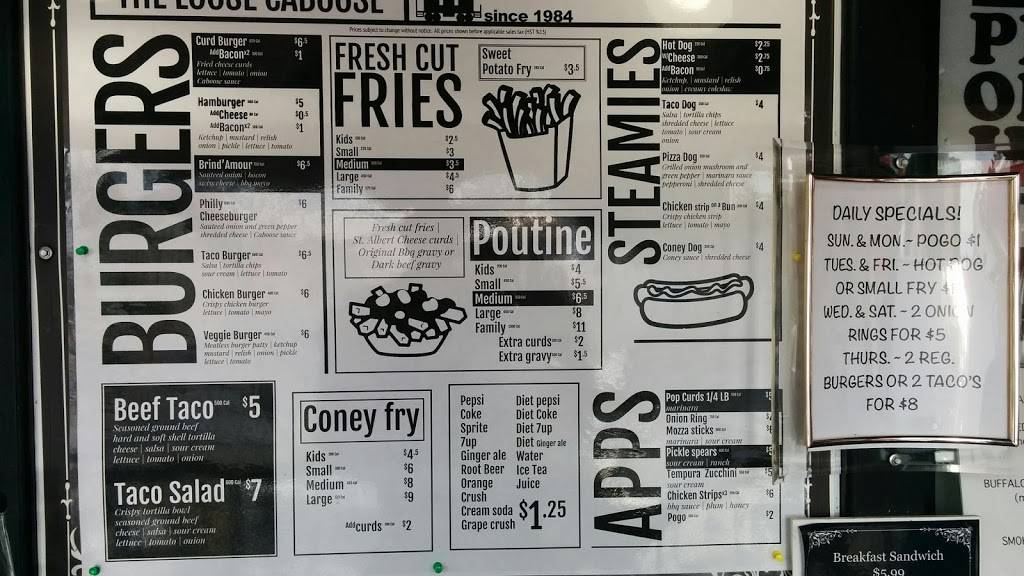 THE LOOSE CABOOSE
since 1984
Prices subject to change without notice. All prices shown before applicable sales tax (HST %13)
BURGERS
Curd Burger $6.5
Add Bacon x2 $1
Fried cheese curds
lettuce | tomato | onion
Caboose sauce
Hamburger $5
Add Cheese $0.5
Add Bacon x2 $1
Ketchup | mustard | relish
onion | pickle | lettuce | tomato
Brind'Amour $6.5
Sauteed onion | bacon
swiss cheese | bbq mayo
Philly $6
Cheeseburger
Sauteed onion and green pepper
shredded cheese | Caboose sauce
Taco Burger $6.5
Salsa | tortilla chips
sour cream | lettuce | tomato
Chicken Burger $6
Crispy chicken burger
lettuce | tomato | mayo
Veggie Burger $6
Meatless burger patty | ketchup
mustard | relish | onion | pickle
lettuce | tomato
FRESH CUT
FRIES
Kids $2.5
Small $3
Medium $3.5
Large $4.5
Family $6
Sweet
Potato Fry $3.5
Fresh cut fries |
St. Albert Cheese curds |
Original Bbq gravy or
Dark beef gravy
Poutine
Kids $4
Small $5.5
Medium $6.5
Large $8
Family $11
Extra curds $2
Extra gravy $1.5
STEAMIES
Hot Dog $2.25
Cheese $2.75
Add Bacon $0.75
Ketchup | mustard | relish
onion | creamy coleslaw
Taco Dog $4
Salsa | tortilla chips
shredded cheese | lettuce
tomato | sour cream
onion
Pizza Dog $4
Grilled onion mushroom and
green pepper | marinara sauce
pepperoni | shredded cheese
Chicken strip on a Bun $4
Crispy chicken strip
lettuce | tomato | mayo
Coney Dog $4
Coney sauce | shredded cheese
Beef Taco 500 Cal $5
Seasoned ground beef
hard and soft shell tortilla
cheese | salsa | sour cream
lettuce | tomato | onion
Taco Salad 600 Cal $7
Crispy tortilla bowl
seasoned ground beef
cheese | salsa | sour cream
lettuce | tomato | onion
Coney fry
Kids $4.5
Small $6
Medium $8
Large $9
Add curds $2
Pepsi
Coke
Sprite
7up
Ginger ale
Root Beer
Orange
Crush
Cream soda
Grape crush
Diet pepsi
Diet Coke
Diet 7up
Diet Ginger ale
Water
Ice Tea
Juice
$1.25
APPS
Pop Curds 1/4 LB
marinara
Onion Ring
Mozza sticks
marinara | sour cream
Pickle spears
sour cream | ranch
Tempura Zucchini
sour cream
Chicken Strips x3 $6
bbq sauce | plum | honey
Pogo $2
DAILY SPECIALS!
SUN. & MON. ~ POGO $1
TUES. & FRI. ~ HOT DOG
OR SMALL FRY
WED. & SAT. ~ 2 ONION
RINGS FOR $5
THURS. ~ 2 REG.
BURGERS OR 2 TACO'S
FOR $8
Breakfast Sandwich
$5.99